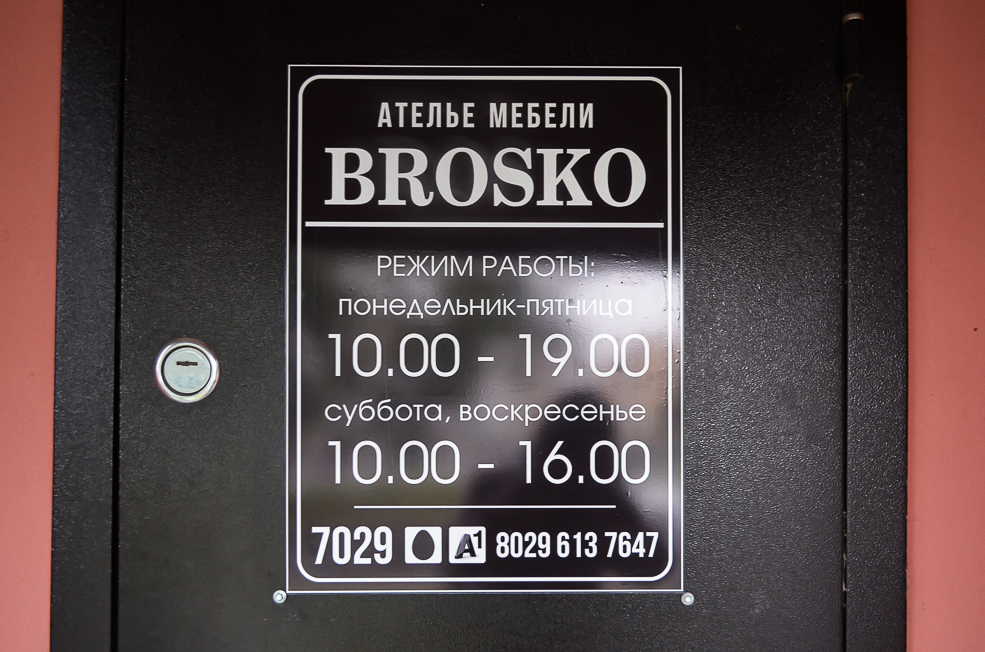 АТЕЛЬЕ МЕБЕЛИ
BROSKO
РЕЖИМ РАБОТЫ:
понедельник-пятница
10.00 - 19.00
суббота, воскресенье
10.00 - 16.00
7029 A1 8029 613 7647